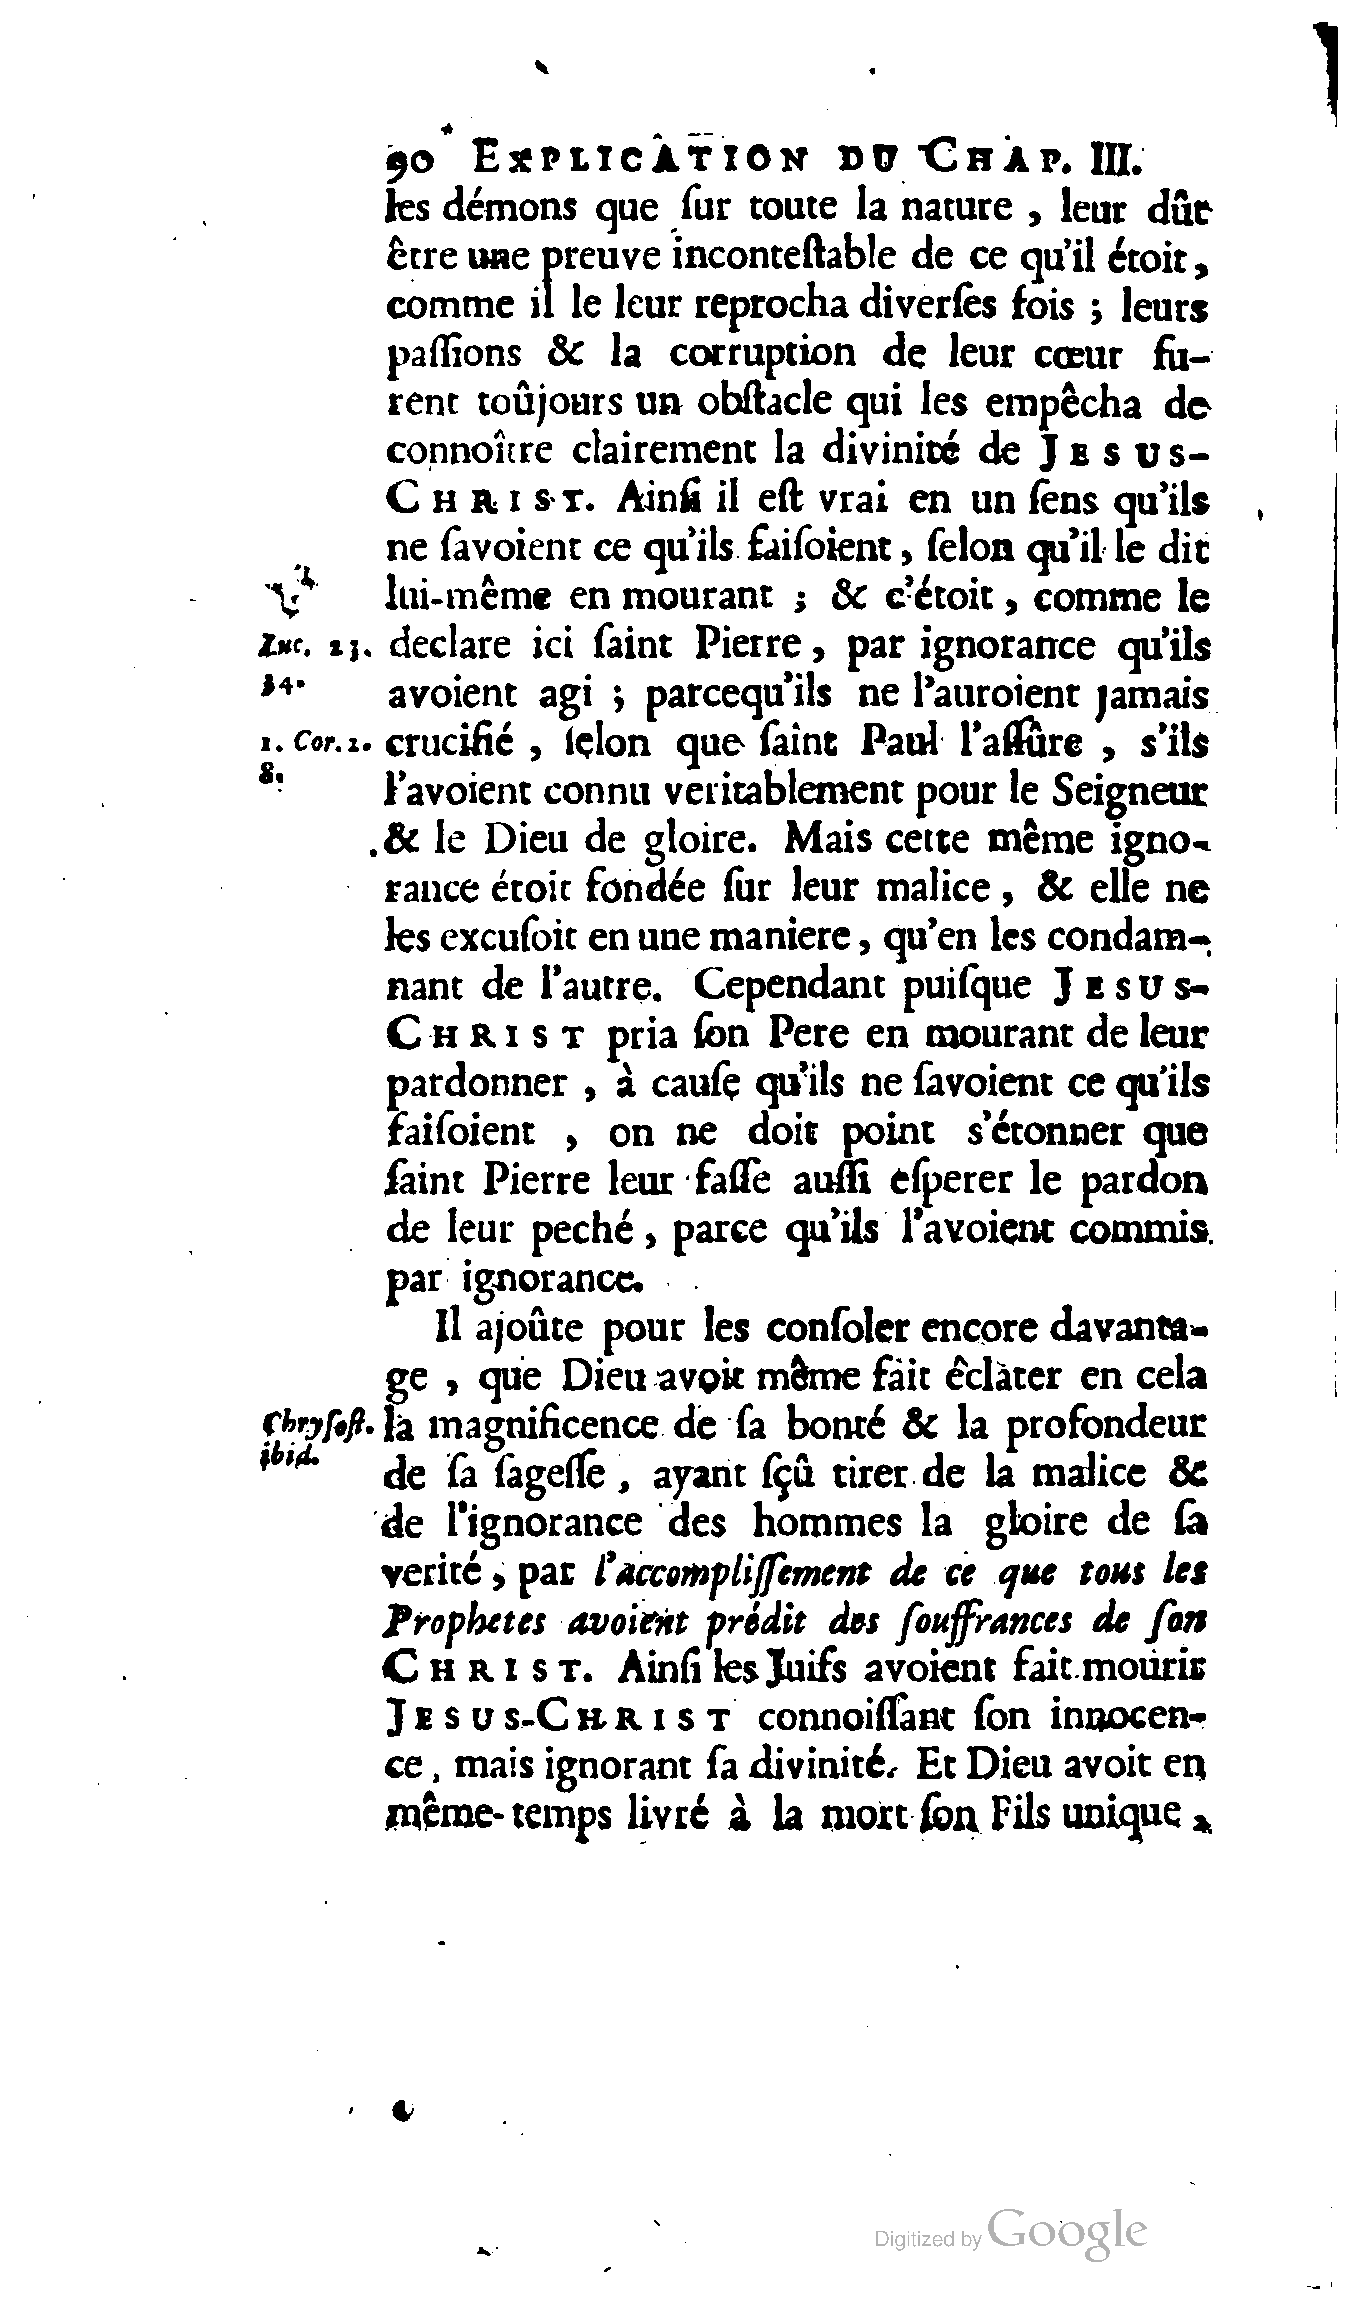 90 EXPLICATION DU CHAP. III.
les démons que ſur toute la nature , leur dût
être une preuve inconteſtable de ce qu'il étoit,
comme il le leur reprocha diverſes fois ; leurs
paſſions & la corruption de leur cœur fu-
rent toûjours un obſtacle qui les empêcha de
connoître clairement la divinité de JESUS-
CHRIST. Ainſi il eſt vrai en un ſens qu'ils
ne ſavoient ce qu'ils faiſoient , ſelon qu'il le dit
lui-même en mourant ; & c'étoit , comme le
Luc. 23. declare ici ſaint Pierre , par ignorance qu'ils
34. avoient agi ; parcequ'ils ne l'auroient jamais
1. Cor. 2. crucifié , ſelon que ſaint Paul l'aſſûre , s'ils
8. l'avoient connu veritablement pour le Seigneur
& le Dieu de gloire. Mais cette même igno-
rance étoit fondée ſur leur malice , & elle ne
les excuſoit en une maniere , qu'en les condam-
nant de l'autre. Cependant puiſque JESUS-
CHRIST pria ſon Pere en mourant de leur
pardonner , à cauſe qu'ils ne ſavoient ce qu'ils
faiſoient , on ne doit point s'étonner que
ſaint Pierre leur faſſe auſſi eſperer le pardon
de leur peché , parce qu'ils l'avoient commis
par ignorance.
Il ajoûte pour les conſoler encore davanta-
ge , que Dieu avoit même fait éclater en cela
Chryſoſt. la magnificence de ſa bonté & la profondeur
ibid. de ſa ſageſſe , ayant ſçû tirer de la malice &
de l'ignorance des hommes la gloire de ſa
verité , par l'accompliſſement de ce que tous les
Prophetes avoient prédit des ſouffrances de ſon
CHRIST. Ainſi les Juifs avoient fait mourir
JESUS-CHRIST connoiſſant ſon innocen-
ce , mais ignorant ſa divinité. Et Dieu avoit en
même-temps livré à la mort ſon Fils unique ,
Digitized by Google